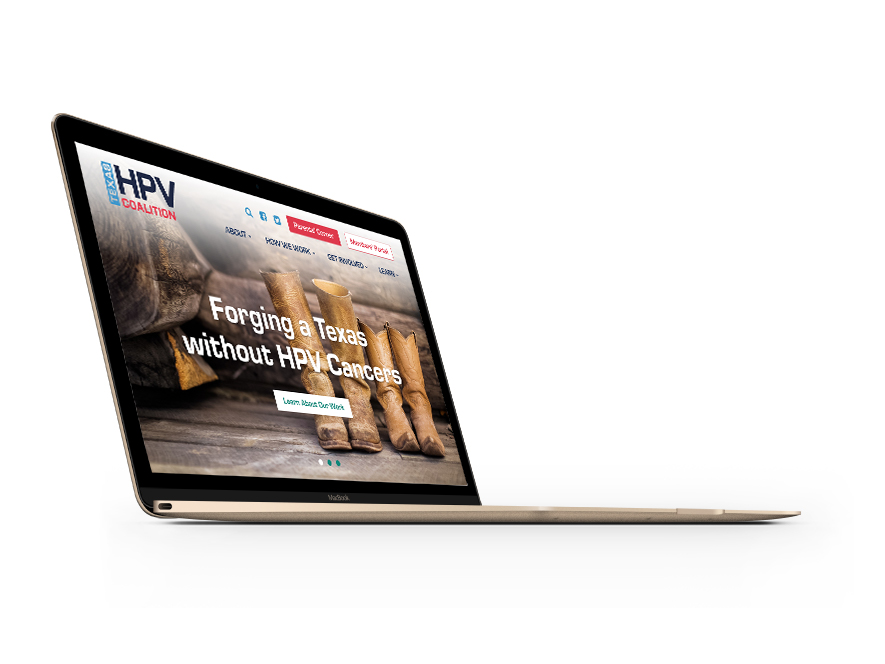 TEXAS
HPV
COALITION
Parents' Corner
Members' Portal
ABOUT
HOW WE WORK
GET INVOLVED
LEARN
Forging a Texas
without HPV Cancers
Learn About Our Work
MacBook